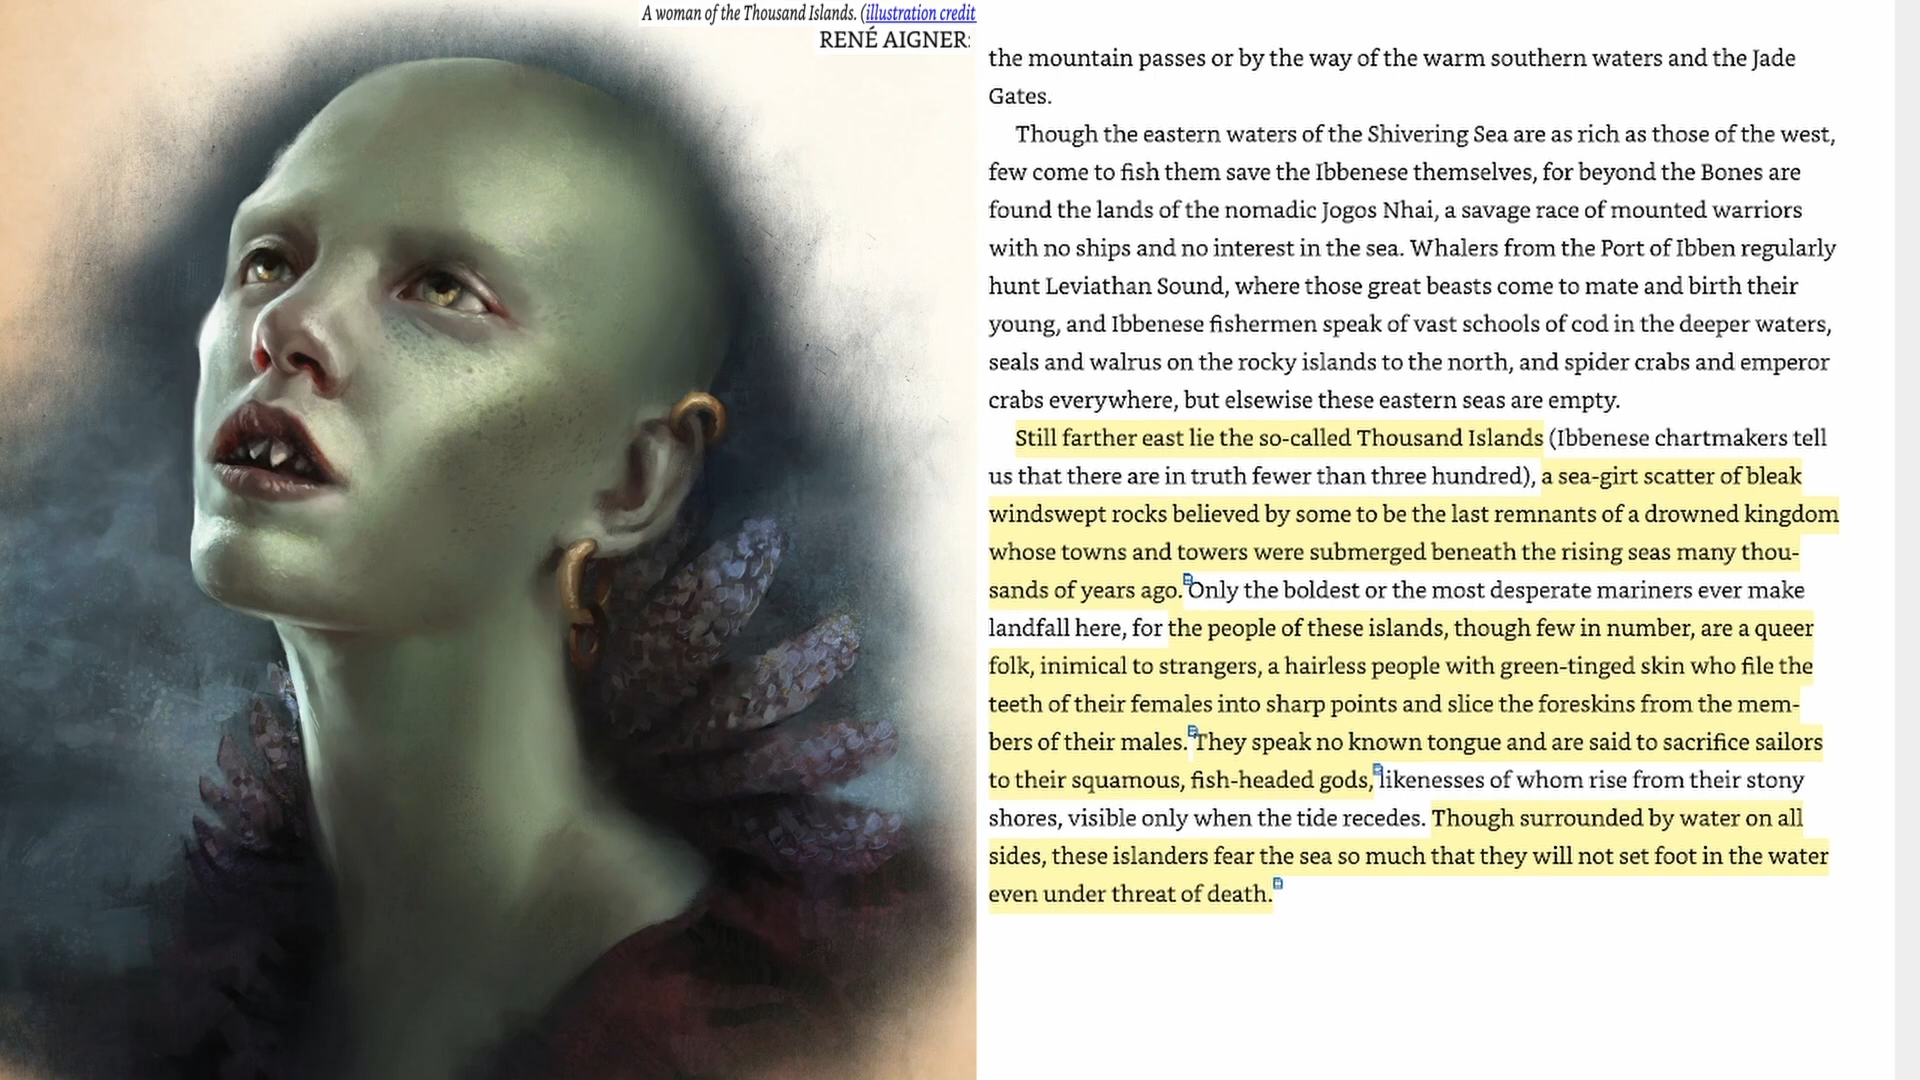 A woman of the Thousand Islands. (illustration credit
RENÉ AIGNER:
the mountain passes or by the way of the warm southern waters and the Jade
Gates.
Though the eastern waters of the Shivering Sea are as rich as those of the west,
few come to fish them save the Ibbenese themselves, for beyond the Bones are
found the lands of the nomadic Jogos Nhai, a savage race of mounted warriors
with no ships and no interest in the sea. Whalers from the Port of Ibben regularly
hunt Leviathan Sound, where those great beasts come to mate and birth their
young, and Ibbenese fishermen speak of vast schools of cod in the deeper waters,
seals and walrus on the rocky islands to the north, and spider crabs and emperor
crabs everywhere, but elsewise these eastern seas are empty.
Still farther east lie the so-called Thousand Islands (Ibbenese chartmakers tell
us that there are in truth fewer than three hundred), a sea-girt scatter of bleak
windswept rocks believed by some to be the last remnants of a drowned kingdom
whose towns and towers were submerged beneath the rising seas many thou-
sands of years ago. Only the boldest or the most desperate mariners ever make
landfall here, for the people of these islands, though few in number, are a queer
folk, inimical to strangers, a hairless people with green-tinged skin who file the
teeth of their females into sharp points and slice the foreskins from the mem-
bers of their males. They speak no known tongue and are said to sacrifice sailors
to their squamous, fish-headed gods, likenesses of whom rise from their stony
shores, visible only when the tide recedes. Though surrounded by water on all
sides, these islanders fear the sea so much that they will not set foot in the water
even under threat of death.